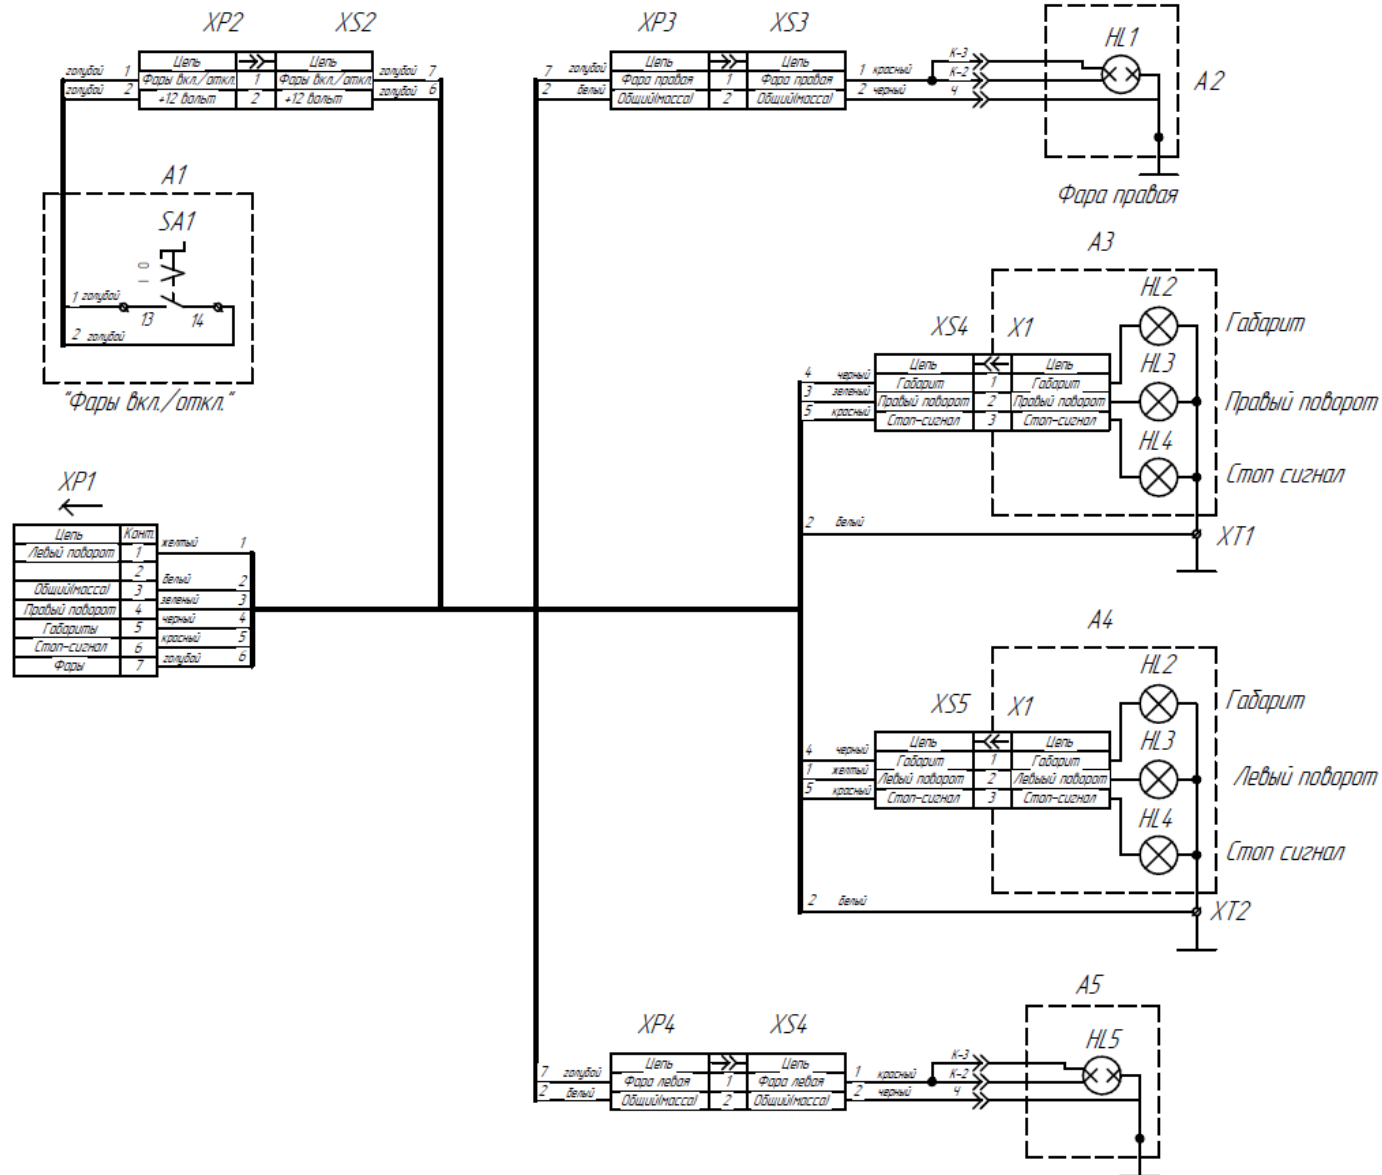 XP2 XS2
Цепь Цепь
голубой 1 Фары вкл./откл. 1 Фары вкл./откл. голубой 7
голубой 2 +12 вольт 2 +12 вольт голубой 6
A1
SA1
I 0
1 голубой
13 14
2 голубой
"Фары вкл./откл."
XP1
Цепь Конт.
Левый поворот 1 желтый 1
2
Общий(масса) 3 белый 2
Правый поворот 4 зеленый 3
Габариты 5 черный 4
Стоп-сигнал 6 красный 5
Фары 7 голубой 6
XP3 XS3
Цепь Цепь
7 голубой Фара правая 1 Фара правая 1 красный
2 белый Общий(масса) 2 Общий(масса) 2 черный
К-3
К-2
Ч
HL1
A2
Фара правая
A3
HL2 Габарит
XS4 X1
Цепь Цепь
4 черный Габарит 1 Габарит
3 зеленый Правый поворот 2 Правый поворот
5 красный Стоп-сигнал 3 Стоп-сигнал
HL3 Правый поворот
HL4 Стоп сигнал
2 белый
XT1
A4
HL2 Габарит
XS5 X1
Цепь Цепь
4 черный Габарит 1 Габарит
1 желтый Левый поворот 2 Левыый поворот
5 красный Стоп-сигнал 3 Стоп-сигнал
HL3 Левый поворот
HL4 Стоп сигнал
2 белый
XT2
A5
XP4 XS4
Цепь Цепь
7 голубой Фара левая 1 Фара левая 1 красный
2 белый Общий(масса) 2 Общий(масса) 2 черный
К-3
К-2
Ч
HL5